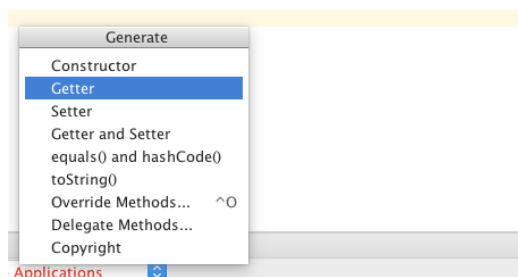 Generate
Constructor
Getter
Setter
Getter and Setter
equals() and hashCode()
toString()
Override Methods... ^O
Delegate Methods...
Copyright
Applications